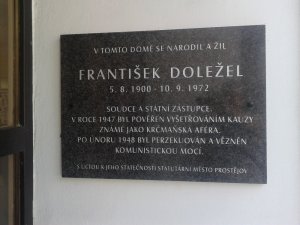 V TOMTO DOMĚ SE NARODIL A ŽIL
FRANTIŠEK DOLEŽEL
5. 8. 1900 - 10. 9. 1972
SOUDCE A STÁTNÍ ZÁSTUPCE.
V ROCE 1947 BYL POVĚŘEN VYŠETŘOVÁNÍM KAUZY
ZNÁMÉ JAKO KRČMAŇSKÁ AFÉRA.
PO ÚNORU 1948 BYL PERZEKUOVÁN A VĚZNĚN
KOMUNISTICKOU MOCÍ.
S ÚCTOU K JEHO STATEČNOSTI STATUTÁRNÍ MĚSTO PROSTĚJOV